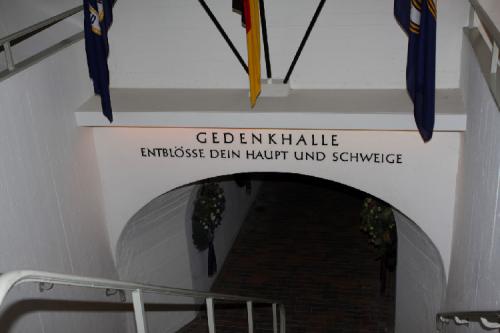 GEDENKHALLE
ENTBLÖSSE DEIN HAUPT UND SCHWEIGE